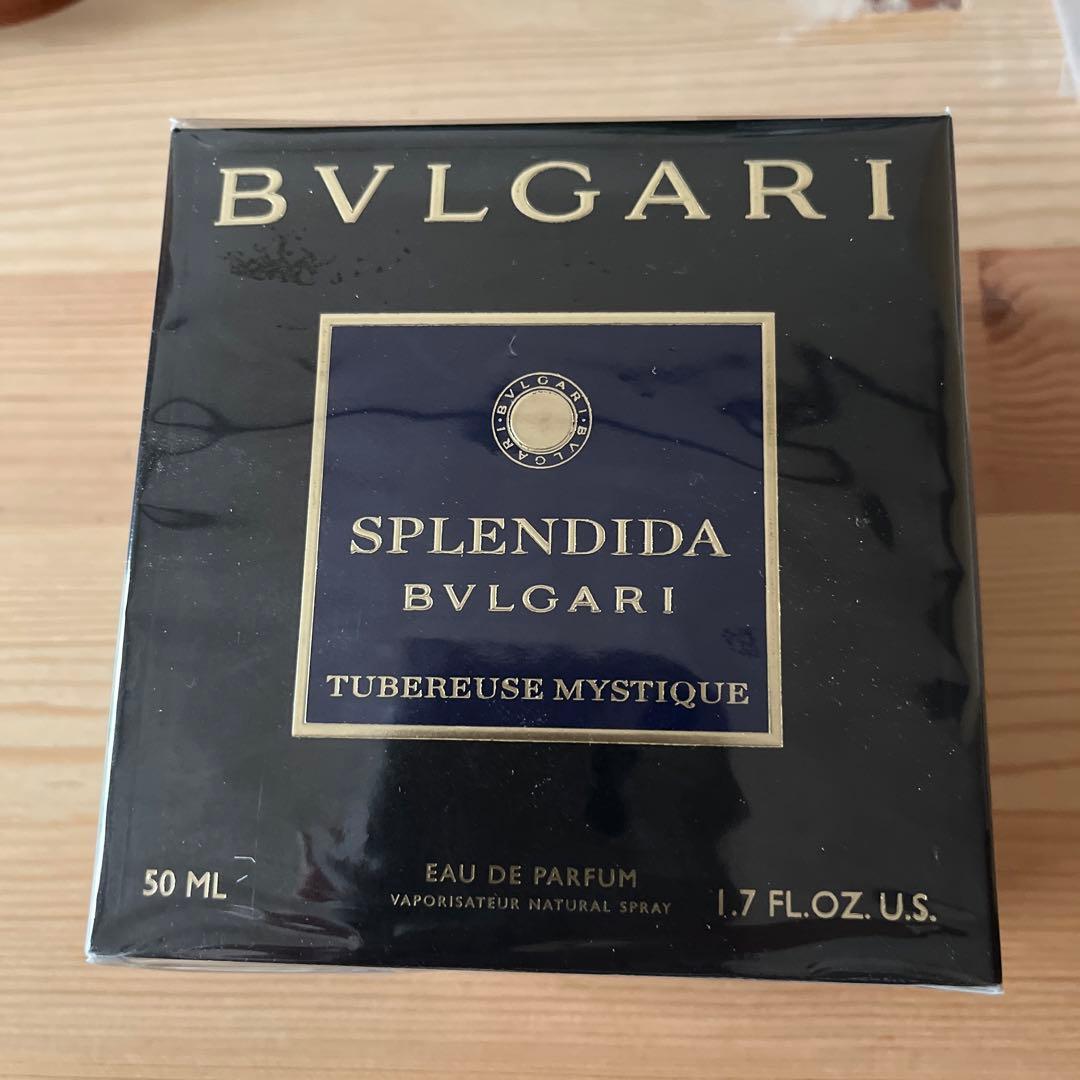 BVLGARI
BVLGARI · BVLGARI ·
SPLENDIDA
BVLGARI
TUBEREUSE MYSTIQUE
50 ML
EAU DE PARFUM
VAPORISATEUR NATURAL SPRAY
1.7 FL.OZ. U.S.